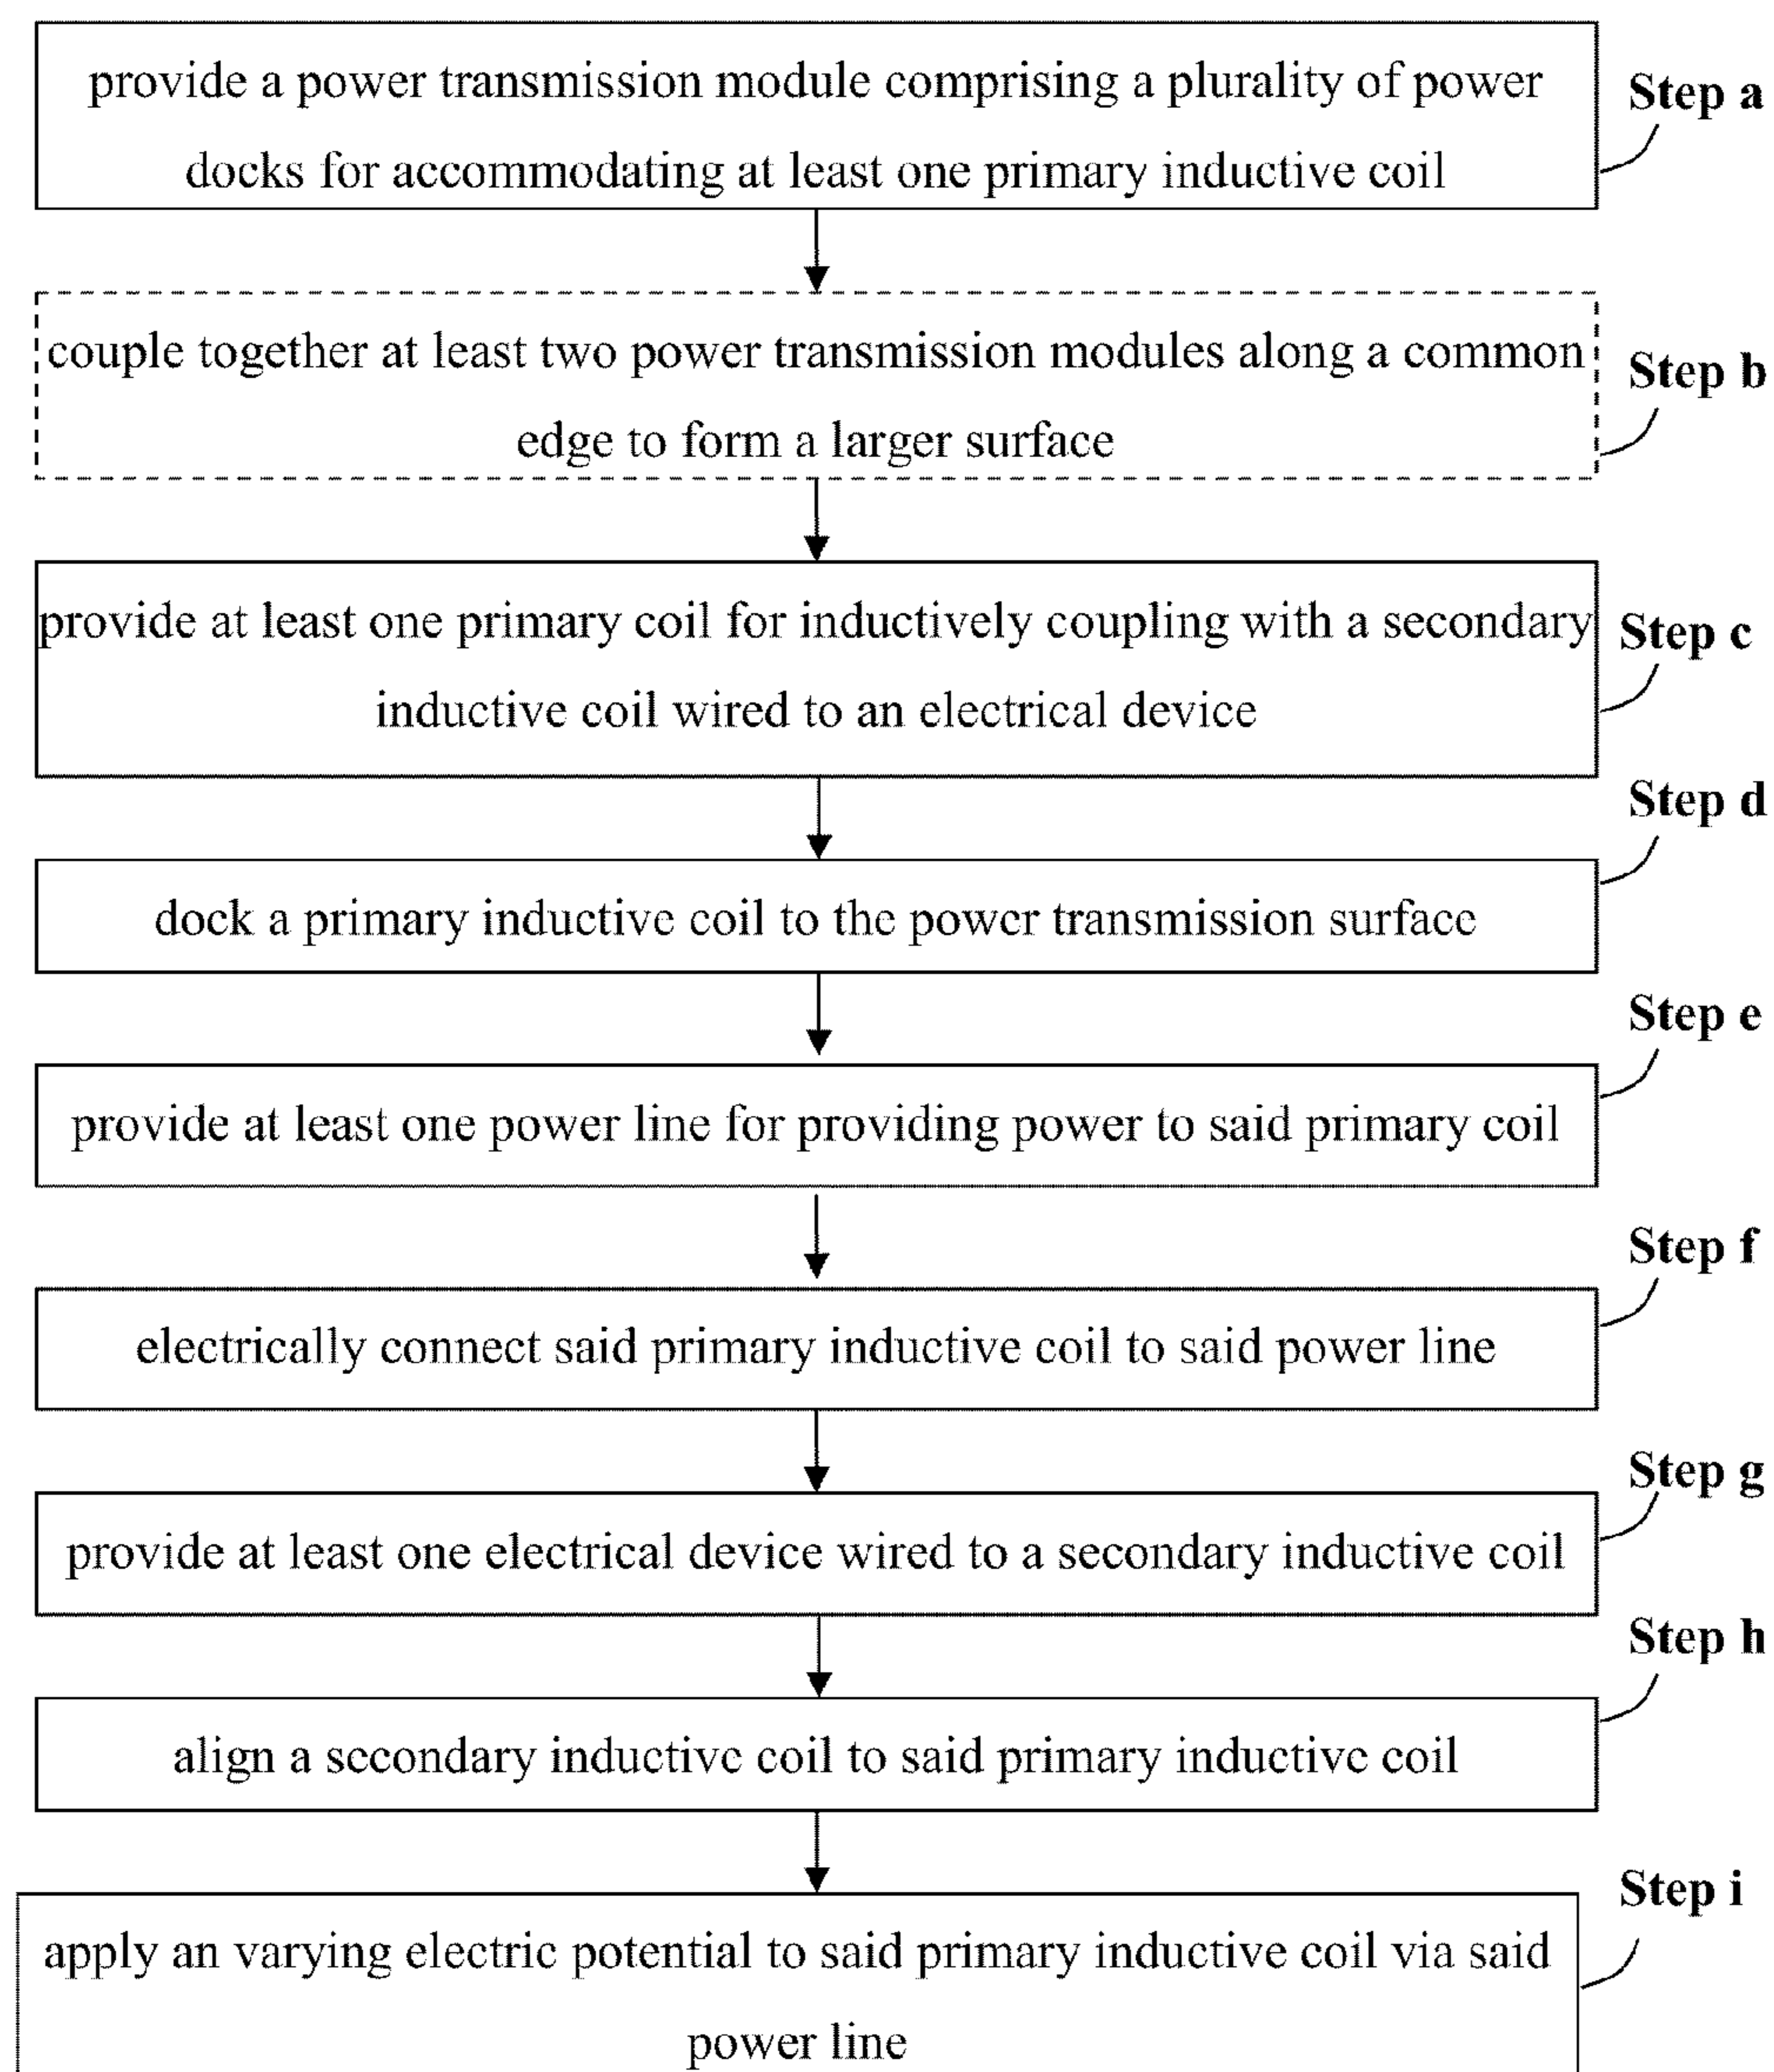 provide a power transmission module comprising a plurality of power
docks for accommodating at least one primary inductive coil
Step a
couple together at least two power transmission modules along a common
edge to form a larger surface
Step b
provide at least one primary coil for inductively coupling with a secondary
inductive coil wired to an electrical device
Step c
Step d
dock a primary inductive coil to the power transmission surface
Step e
provide at least one power line for providing power to said primary coil
Step f
electrically connect said primary inductive coil to said power line
Step g
provide at least one electrical device wired to a secondary inductive coil
Step h
align a secondary inductive coil to said primary inductive coil
Step i
apply an varying electric potential to said primary inductive coil via said
power line